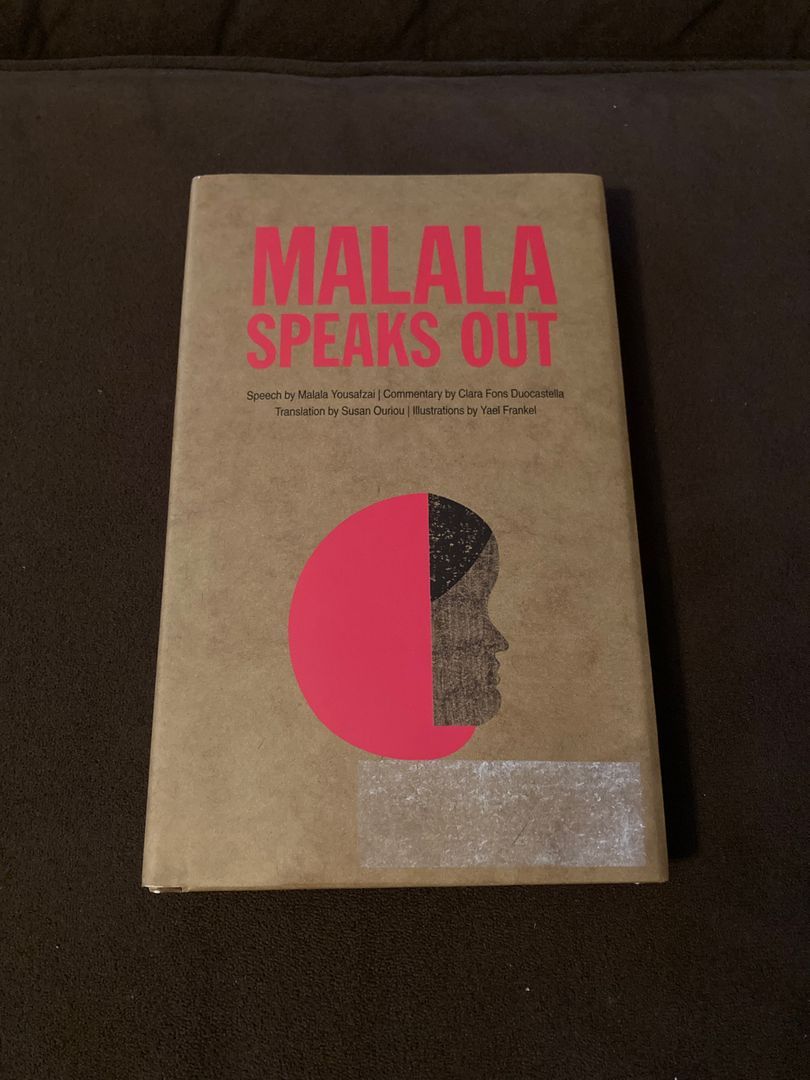 MALALA
SPEAKS OUT
Speech by Malala Yousafzai | Commentary by Clara Fons Duocastella
Translation by Susan Ouriou | Illustrations by Yael Frankel